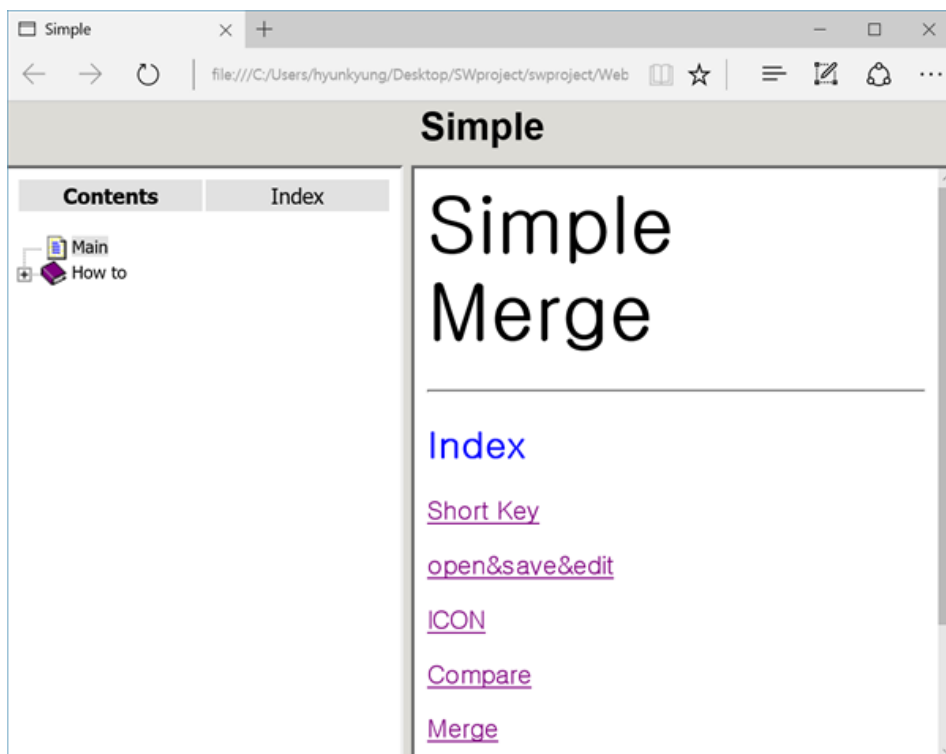 Simple
file:///C:/Users/hyunkyung/Desktop/SWproject/swproject/Web
Simple
Contents Index
Main
How to
Simple
Merge
Index
Short Key
open&save&edit
ICON
Compare
Merge